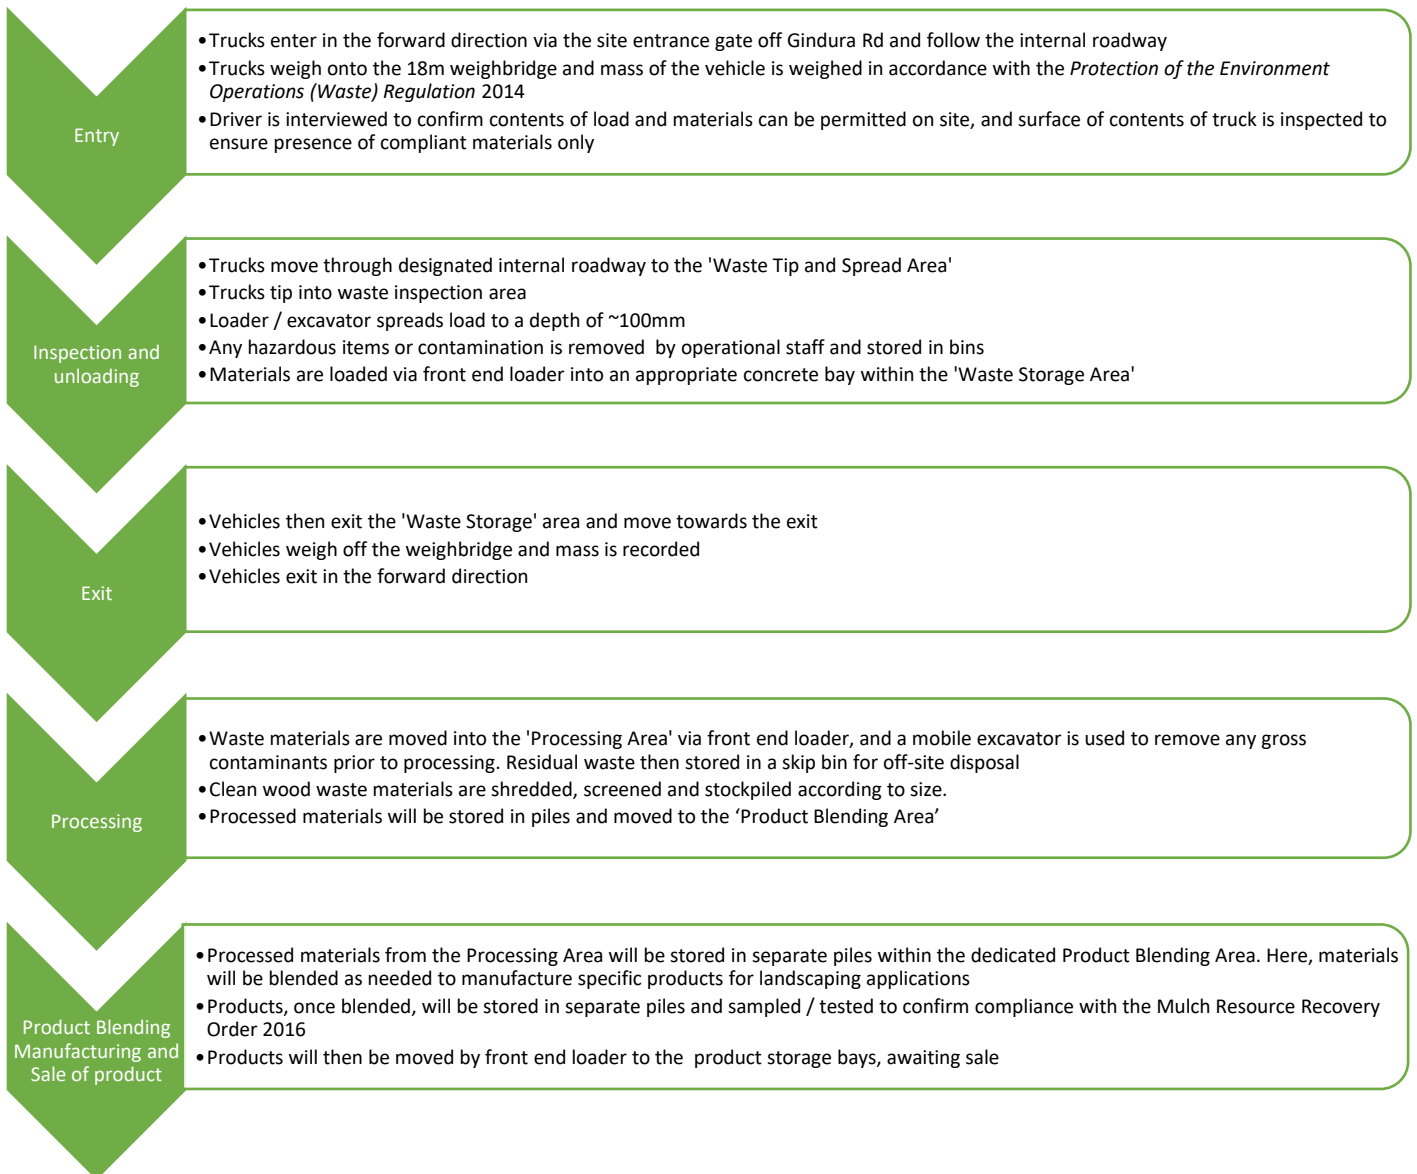 Entry
•Trucks enter in the forward direction via the site entrance gate off Gindura Rd and follow the internal roadway
•Trucks weigh onto the 18m weighbridge and mass of the vehicle is weighed in accordance with the Protection of the Environment
Operations (Waste) Regulation 2014
•Driver is interviewed to confirm contents of load and materials can be permitted on site, and surface of contents of truck is inspected to
ensure presence of compliant materials only
Inspection and
unloading
•Trucks move through designated internal roadway to the 'Waste Tip and Spread Area'
•Trucks tip into waste inspection area
•Loader / excavator spreads load to a depth of ~100mm
•Any hazardous items or contamination is removed by operational staff and stored in bins
•Materials are loaded via front end loader into an appropriate concrete bay within the 'Waste Storage Area'
Exit
•Vehicles then exit the 'Waste Storage' area and move towards the exit
•Vehicles weigh off the weighbridge and mass is recorded
•Vehicles exit in the forward direction
Processing
•Waste materials are moved into the 'Processing Area' via front end loader, and a mobile excavator is used to remove any gross
contaminants prior to processing. Residual waste then stored in a skip bin for off-site disposal
•Clean wood waste materials are shredded, screened and stockpiled according to size.
•Processed materials will be stored in piles and moved to the ‘Product Blending Area’
Product Blending
Manufacturing and
Sale of product
•Processed materials from the Processing Area will be stored in separate piles within the dedicated Product Blending Area. Here, materials
will be blended as needed to manufacture specific products for landscaping applications
•Products, once blended, will be stored in separate piles and sampled / tested to confirm compliance with the Mulch Resource Recovery
Order 2016
•Products will then be moved by front end loader to the product storage bays, awaiting sale